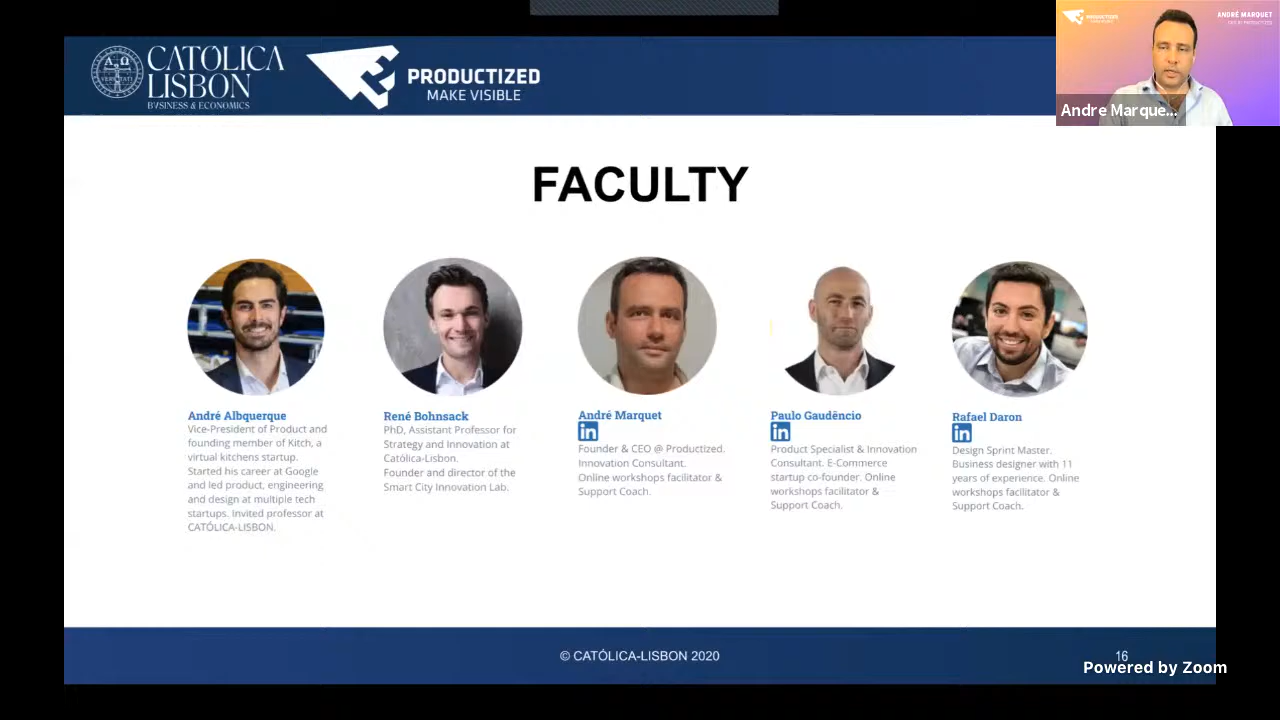 CATÓLICA
LISBON
BUSINESS & ECONOMICS
PRODUCTIZED
MAKE VISIBLE
PRODUCTIZED
ANDRÉ MARQUET
Andre Marque...
FACULTY
André Albquerque
Vice-President of Product and
founding member of Kitch, a
virtual kitchens startup.
Started his career at Google
and led product, engineering
and design at multiple tech
startups. Invited professor at
CATÓLICA-LISBON.
René Bohnsack
PhD, Assistant Professor for
Strategy and Innovation at
Católica-Lisbon.
Founder and director of the
Smart City Innovation Lab.
André Marquet
in
Founder & CEO @ Productized.
Innovation Consultant.
Online workshops facilitator &
Support Coach.
Paulo Gaudêncio
in
Product Specialist & Innovation
Consultant. E-Commerce
startup co-founder. Online
workshops facilitator &
Support Coach.
Rafael Daron
in
Design Sprint Master.
Business designer with 11
years of experience. Online
workshops facilitator &
Support Coach.
© CATÓLICA-LISBON 2020
16
Powered by Zoom